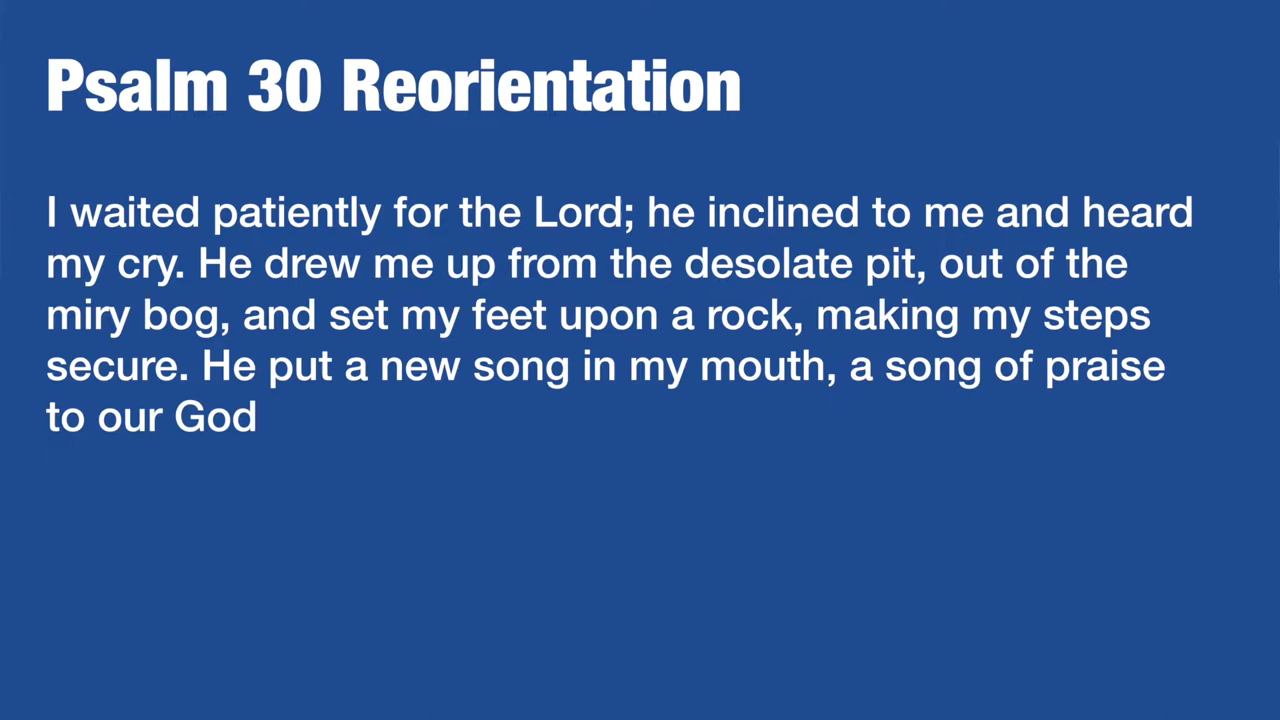 Psalm 30 Reorientation
I waited patiently for the Lord; he inclined to me and heard
my cry. He drew me up from the desolate pit, out of the
miry bog, and set my feet upon a rock, making my steps
secure. He put a new song in my mouth, a song of praise
to our God